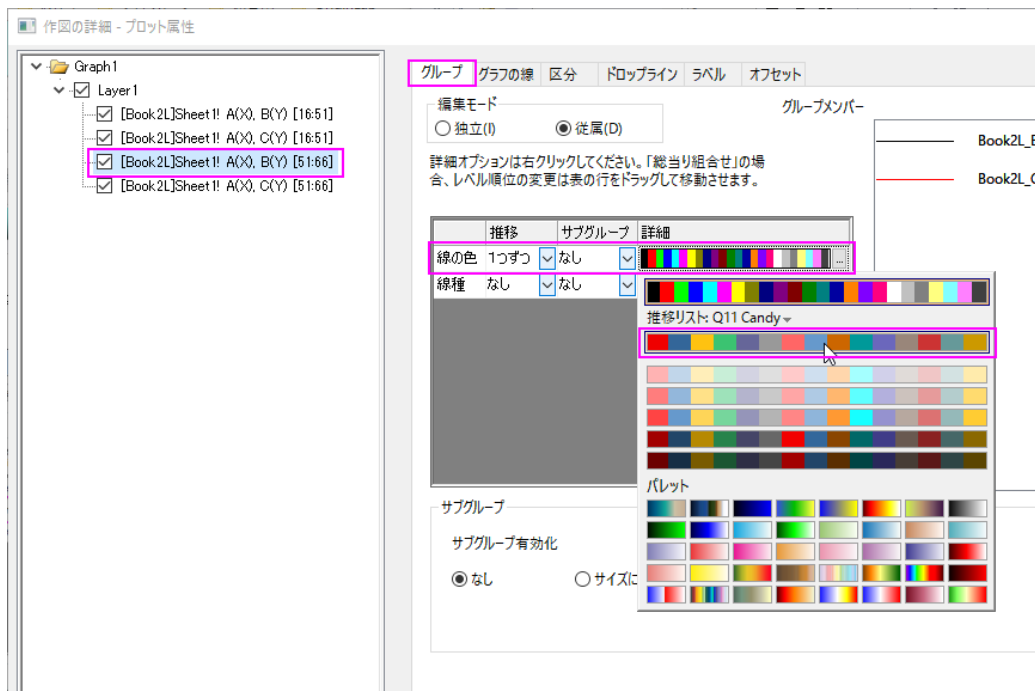 作図の詳細 - プロット属性
Graph1
Layer1
[Book2L]Sheet1! A(X), B(Y) [16:51]
[Book2L]Sheet1! A(X), C(Y) [16:51]
[Book2L]Sheet1! A(X), B(Y) [51:66]
[Book2L]Sheet1! A(X), C(Y) [51:66]
グループ グラフの線 区分 ドロップライン ラベル オフセット
編集モード
独立(I) 従属(D)
詳細オプションは右クリックしてください。「総当り組合せ」の場
合、レベル順位の変更は表の行をドラッグして移動させます。
グループメンバー
Book2L_
Book2L_
推移 サブグループ 詳細
線の色 1つずつ なし ...
線種 なし なし
推移リスト: Q11 Candy
パレット
サブグループ
サブグループ有効化
なし サイズに